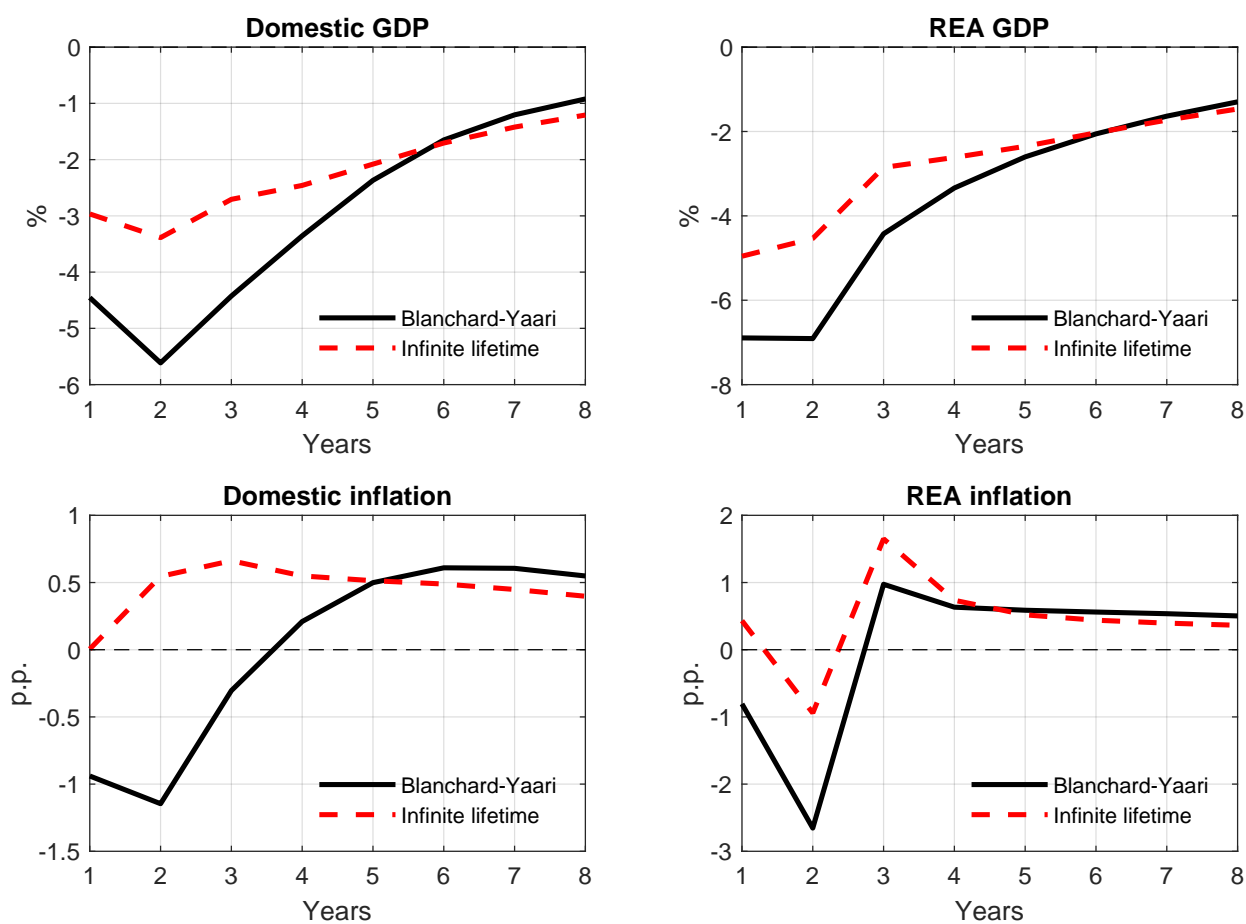 Domestic GDP
0
-1
-2
-3
-4
-5
-6
%
Blanchard-Yaari
Infinite lifetime
1 2 3 4 5 6 7 8
Years
REA GDP
0
-2
-4
-6
-8
%
Blanchard-Yaari
Infinite lifetime
1 2 3 4 5 6 7 8
Years
Domestic inflation
1
0.5
0
-0.5
-1
-1.5
p.p.
Blanchard-Yaari
Infinite lifetime
1 2 3 4 5 6 7 8
Years
REA inflation
2
1
0
-1
-2
-3
p.p.
Blanchard-Yaari
Infinite lifetime
1 2 3 4 5 6 7 8
Years